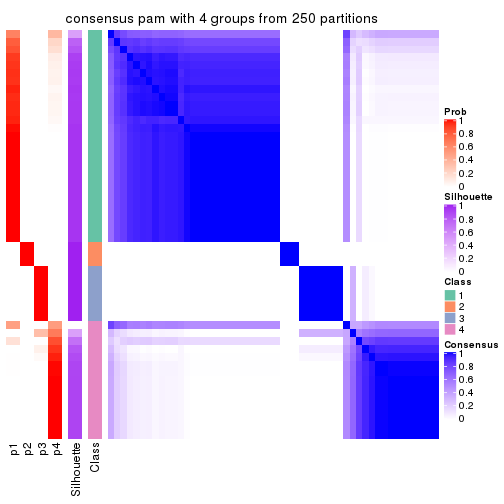 consensus pam with 4 groups from 250 partitions
Prob
1
0.8
0.6
0.4
0.2
0
Silhouette
1
0.8
0.6
0.4
0.2
0
Class
1
2
3
4
Consensus
1
0.8
0.6
0.4
0.2
0
p1
p2
p3
p4
Silhouette
Class